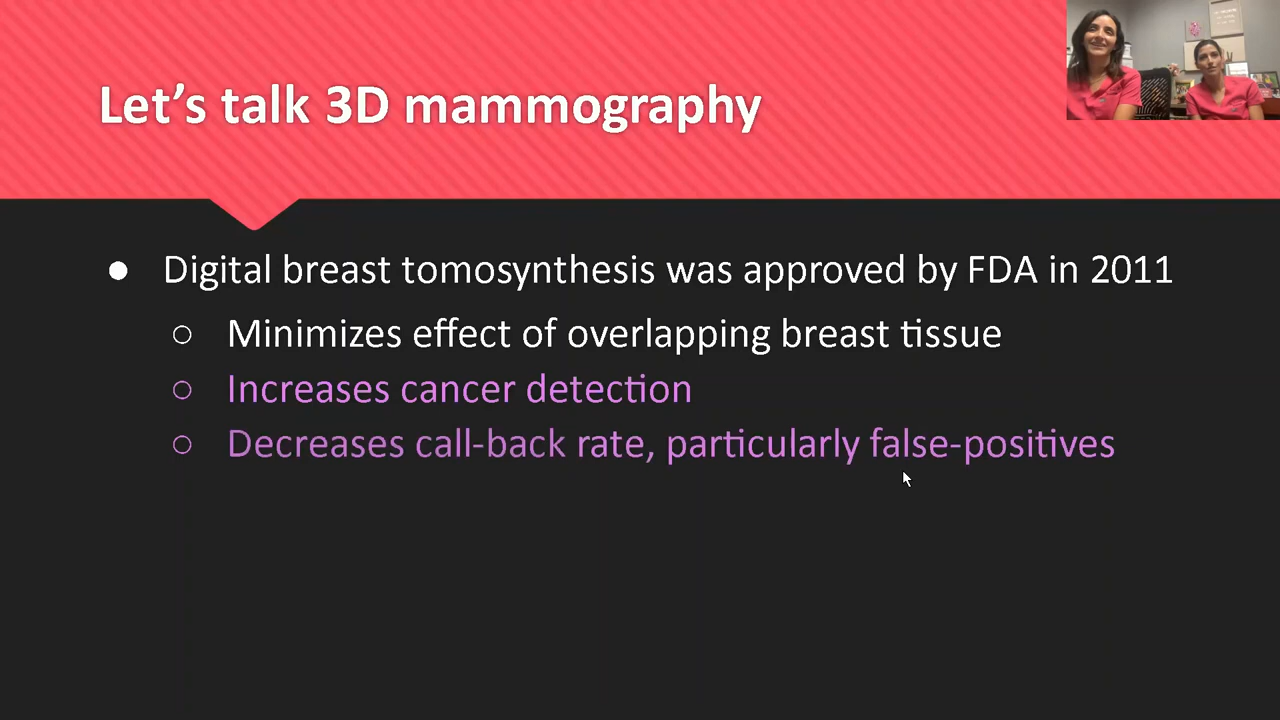 Let's talk 3D mammography
● Digital breast tomosynthesis was approved by FDA in 2011
○ Minimizes effect of overlapping breast tissue
○ Increases cancer detection
○ Decreases call-back rate, particularly false-positives